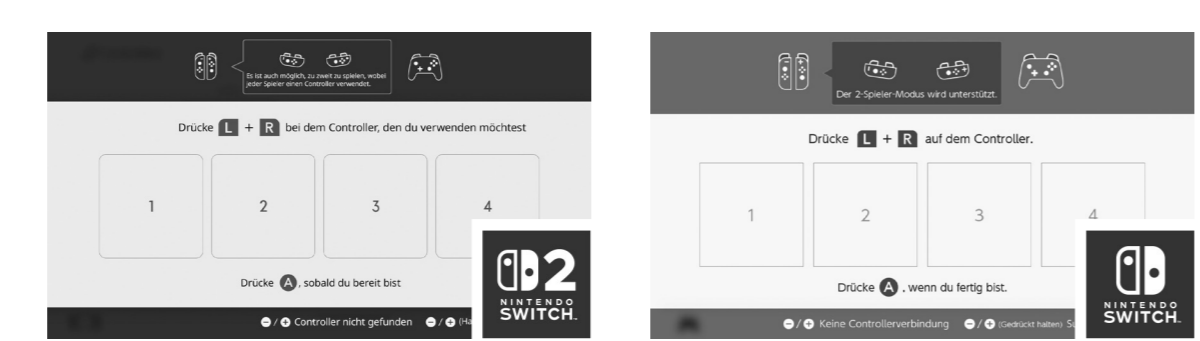 Es ist auch möglich, zu zweit zu spielen, wobei
jeder Spieler einen Controller verwendet.
Drücke L + R bei dem Controller, den du verwenden möchtest
1 2 3 4
Drücke A, sobald du bereit bist
-/+ Controller nicht gefunden -/+
2
NINTENDO
SWITCH
Der 2-Spieler-Modus wird unterstützt.
Drücke L + R auf dem Controller.
1 2 3 4
Drücke A, wenn du fertig bist.
-/+ Keine Controllerverbindung -/+ (Gedrückt halten)
NINTENDO
SWITCH